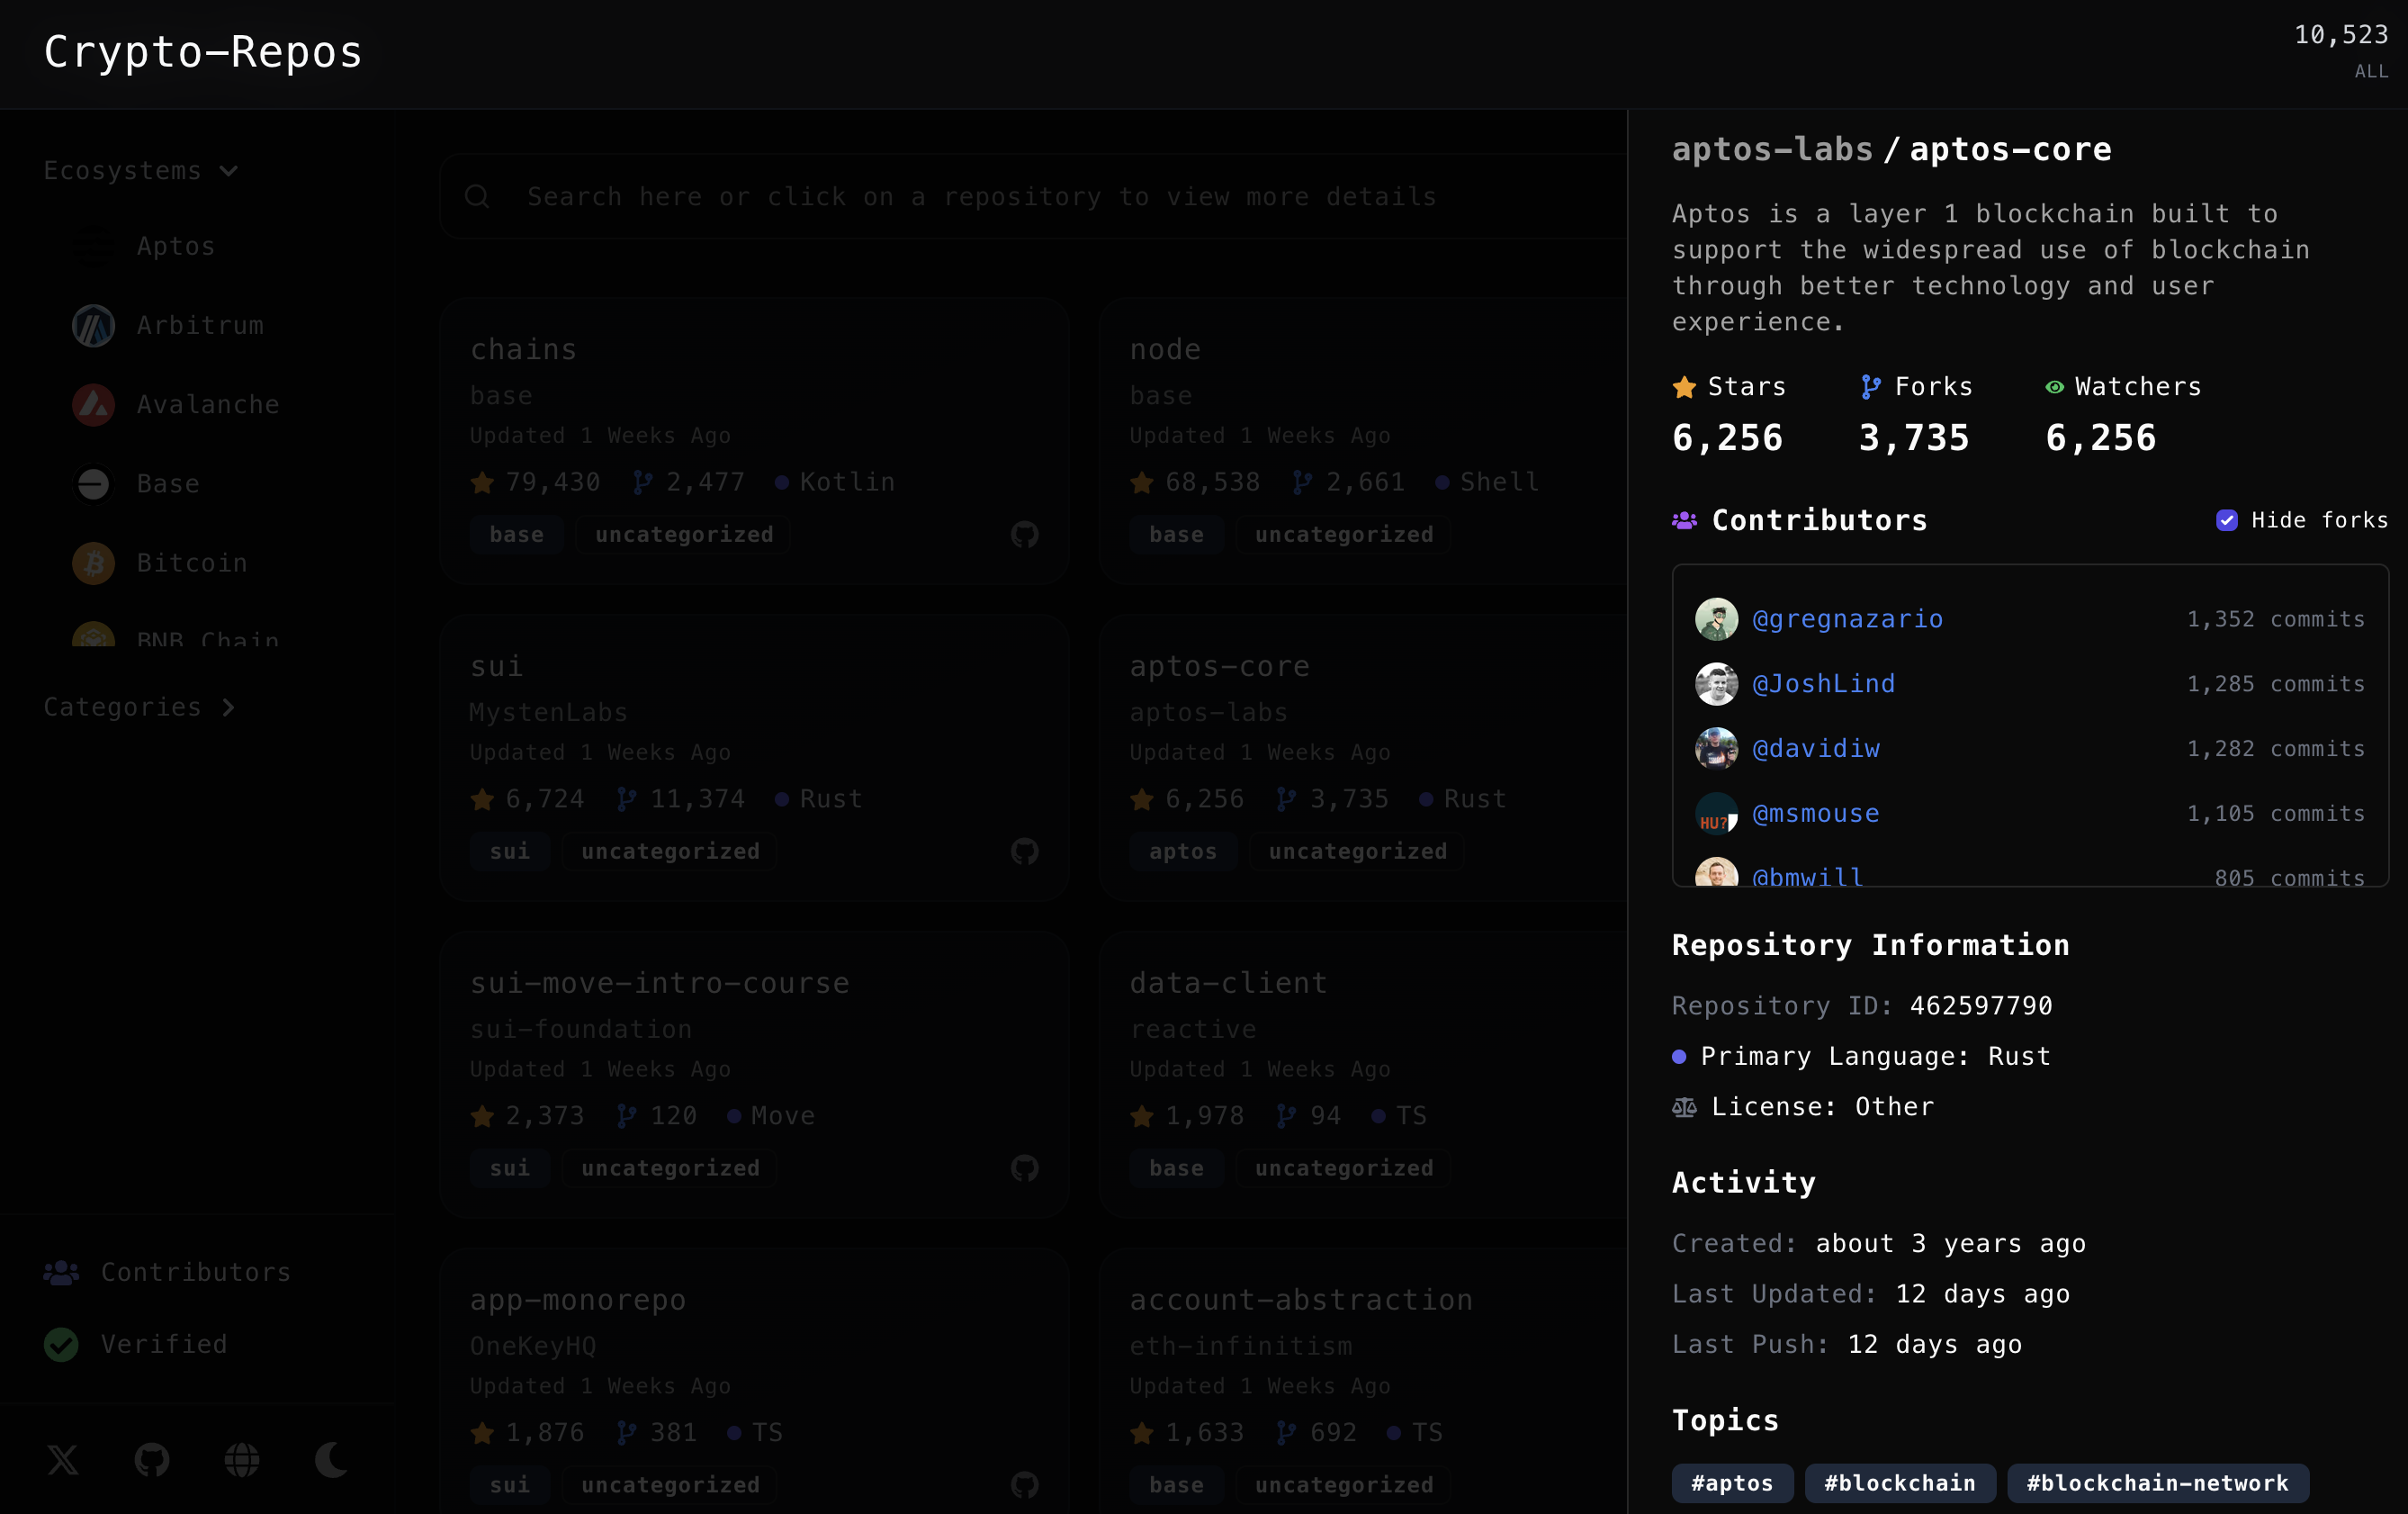 Crypto-Repos
10,523
ALL
Ecosystems
Aptos
Arbitrum
Avalanche
Base
Bitcoin
BNB Chain
Categories
Contributors
Verified
Search here or click on a repository to view more details
chains
base
Updated 1 Weeks Ago
79,430 2,477 Kotlin
base uncategorized
node
base
Updated 1 Weeks Ago
68,538 2,661 Shell
base uncategorized
sui
MystenLabs
Updated 1 Weeks Ago
6,724 11,374 Rust
sui uncategorized
aptos-core
aptos-labs
Updated 1 Weeks Ago
6,256 3,735 Rust
aptos uncategorized
sui-move-intro-course
sui-foundation
Updated 1 Weeks Ago
2,373 120 Move
sui uncategorized
data-client
reactive
Updated 1 Weeks Ago
1,978 94 TS
base uncategorized
app-monorepo
OneKeyHQ
Updated 1 Weeks Ago
1,876 381 TS
sui uncategorized
account-abstraction
eth-infinitism
Updated 1 Weeks Ago
1,633 692 TS
base uncategorized
aptos-labs / aptos-core
Aptos is a layer 1 blockchain built to
support the widespread use of blockchain
through better technology and user
experience.
Stars Forks Watchers
6,256 3,735 6,256
Contributors Hide forks
@gregnazario 1,352 commits
@JoshLind 1,285 commits
@davidiw 1,282 commits
HU? @msmouse 1,105 commits
@bmwill 805 commits
Repository Information
Repository ID: 462597790
Primary Language: Rust
License: Other
Activity
Created: about 3 years ago
Last Updated: 12 days ago
Last Push: 12 days ago
Topics
#aptos #blockchain #blockchain-network